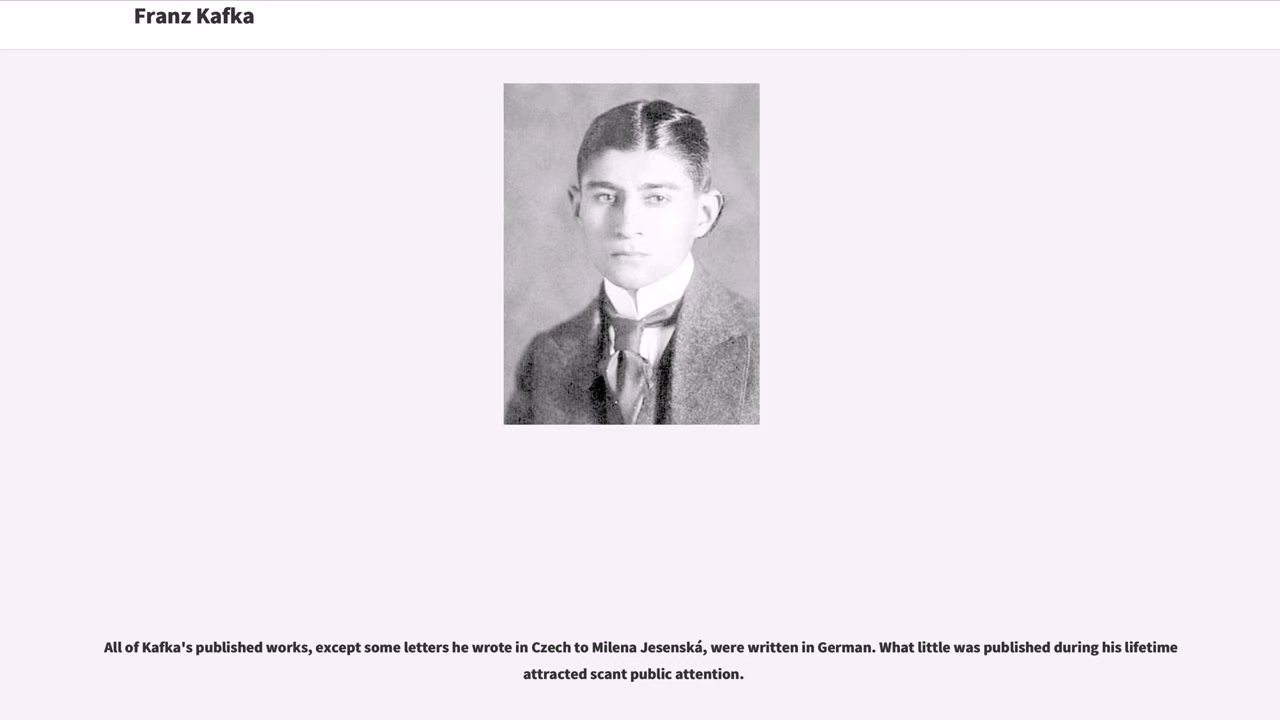 Franz Kafka
All of Kafka's published works, except some letters he wrote in Czech to Milena Jesenská, were written in German. What little was published during his lifetime
attracted scant public attention.